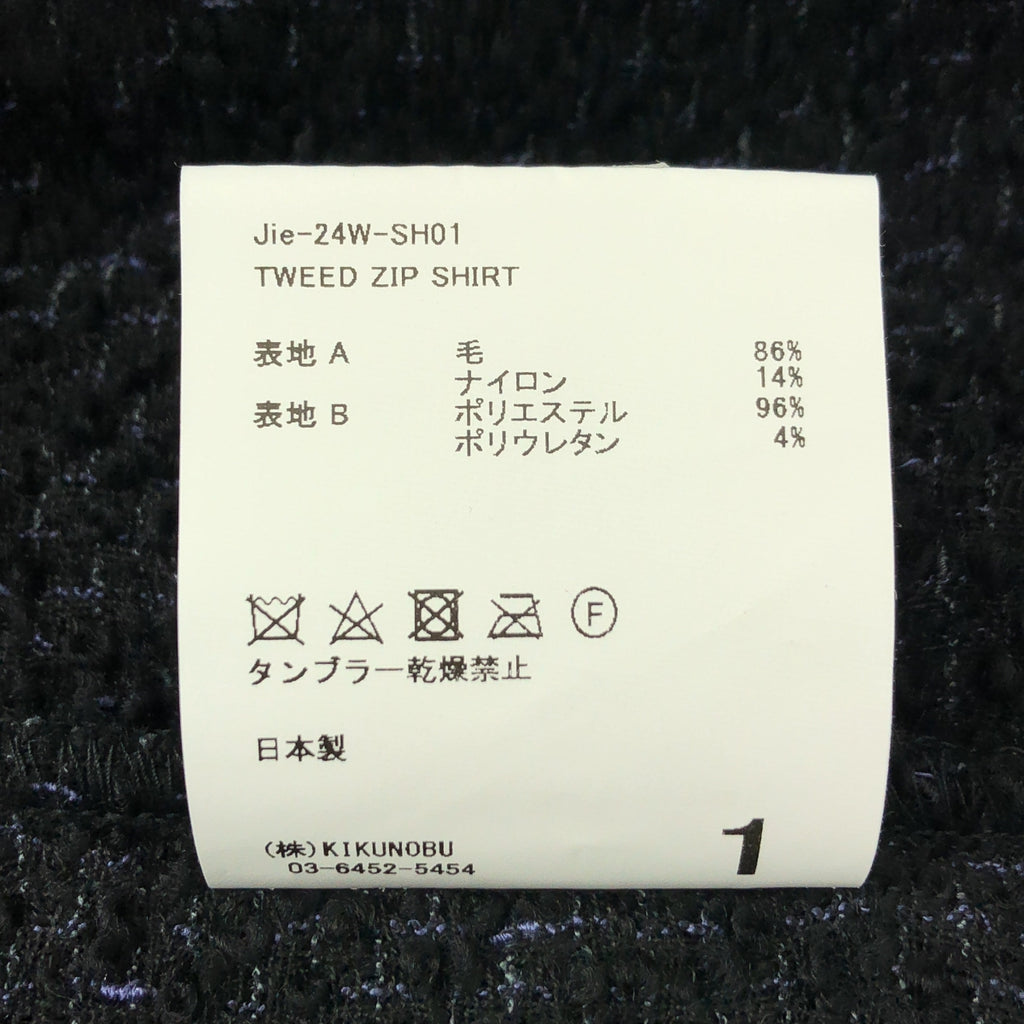 Jie-24W-SH01
TWEED ZIP SHIRT
表地 A 毛 86%
ナイロン 14%
表地 B ポリエステル 96%
ポリウレタン 4%
F
タンブラー乾燥禁止
日本製
(株)KIKUNOBU
03-6452-5454
1